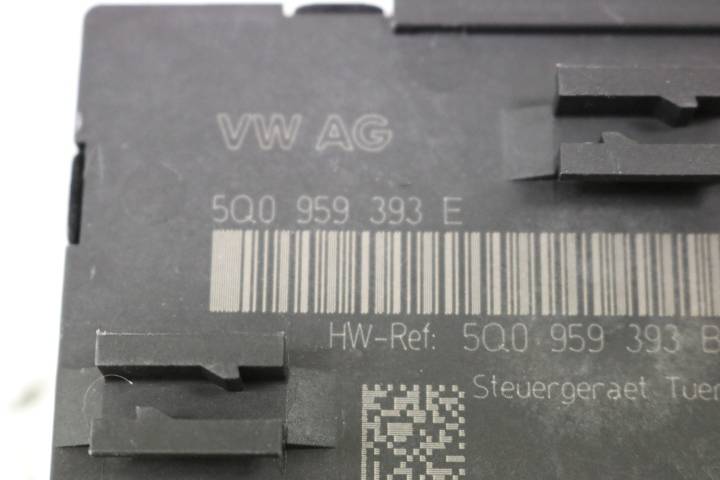 VW AG
5Q0 959 393 E
HW-Ref: 5Q0 959 393 B
Steuergeraet Tuer